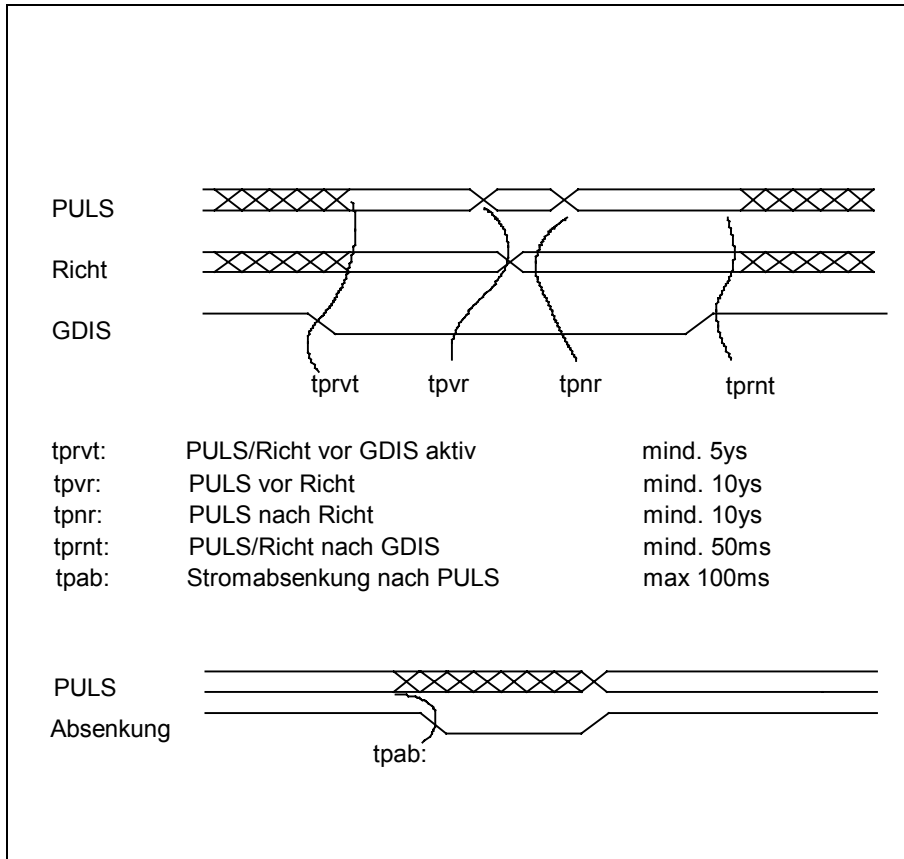 PULS
Richt
GDIS
tprvt tpvr tpnr tprnt
tprvt: PULS/Richt vor GDIS aktiv mind. 5ys
tpvr: PULS vor Richt mind. 10ys
tpnr: PULS nach Richt mind. 10ys
tprnt: PULS/Richt nach GDIS mind. 50ms
tpab: Stromabsenkung nach PULS max 100ms
PULS
Absenkung
tpab: